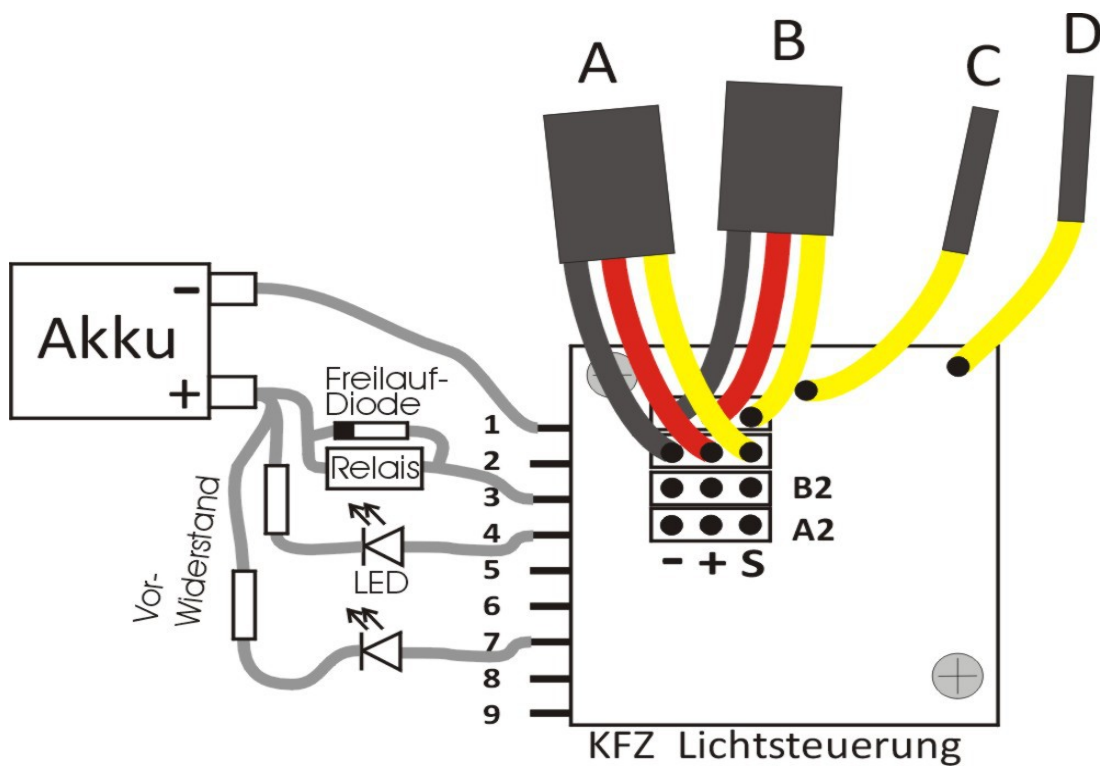 A
B
C
D
-
Akku
+
Freilauf-
Diode
Relais
Vor-
Widerstand
LED
1
2
3
4
5
6
7
8
9
B2
A2
- + S
KFZ Lichtsteuerung